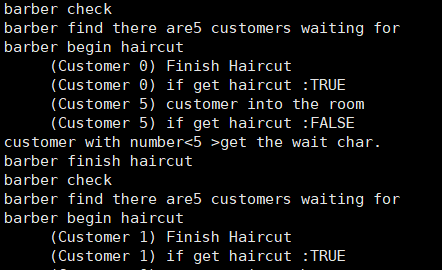 barber check
barber find there are5 customers waiting for
barber begin haircut
(Customer 0) Finish Haircut
(Customer 0) if get haircut :TRUE
(Customer 5) customer into the room
(Customer 5) if get haircut :FALSE
customer with number<5 >get the wait char.
barber finish haircut
barber check
barber find there are5 customers waiting for
barber begin haircut
(Customer 1) Finish Haircut
(Customer 1) if get haircut :TRUE